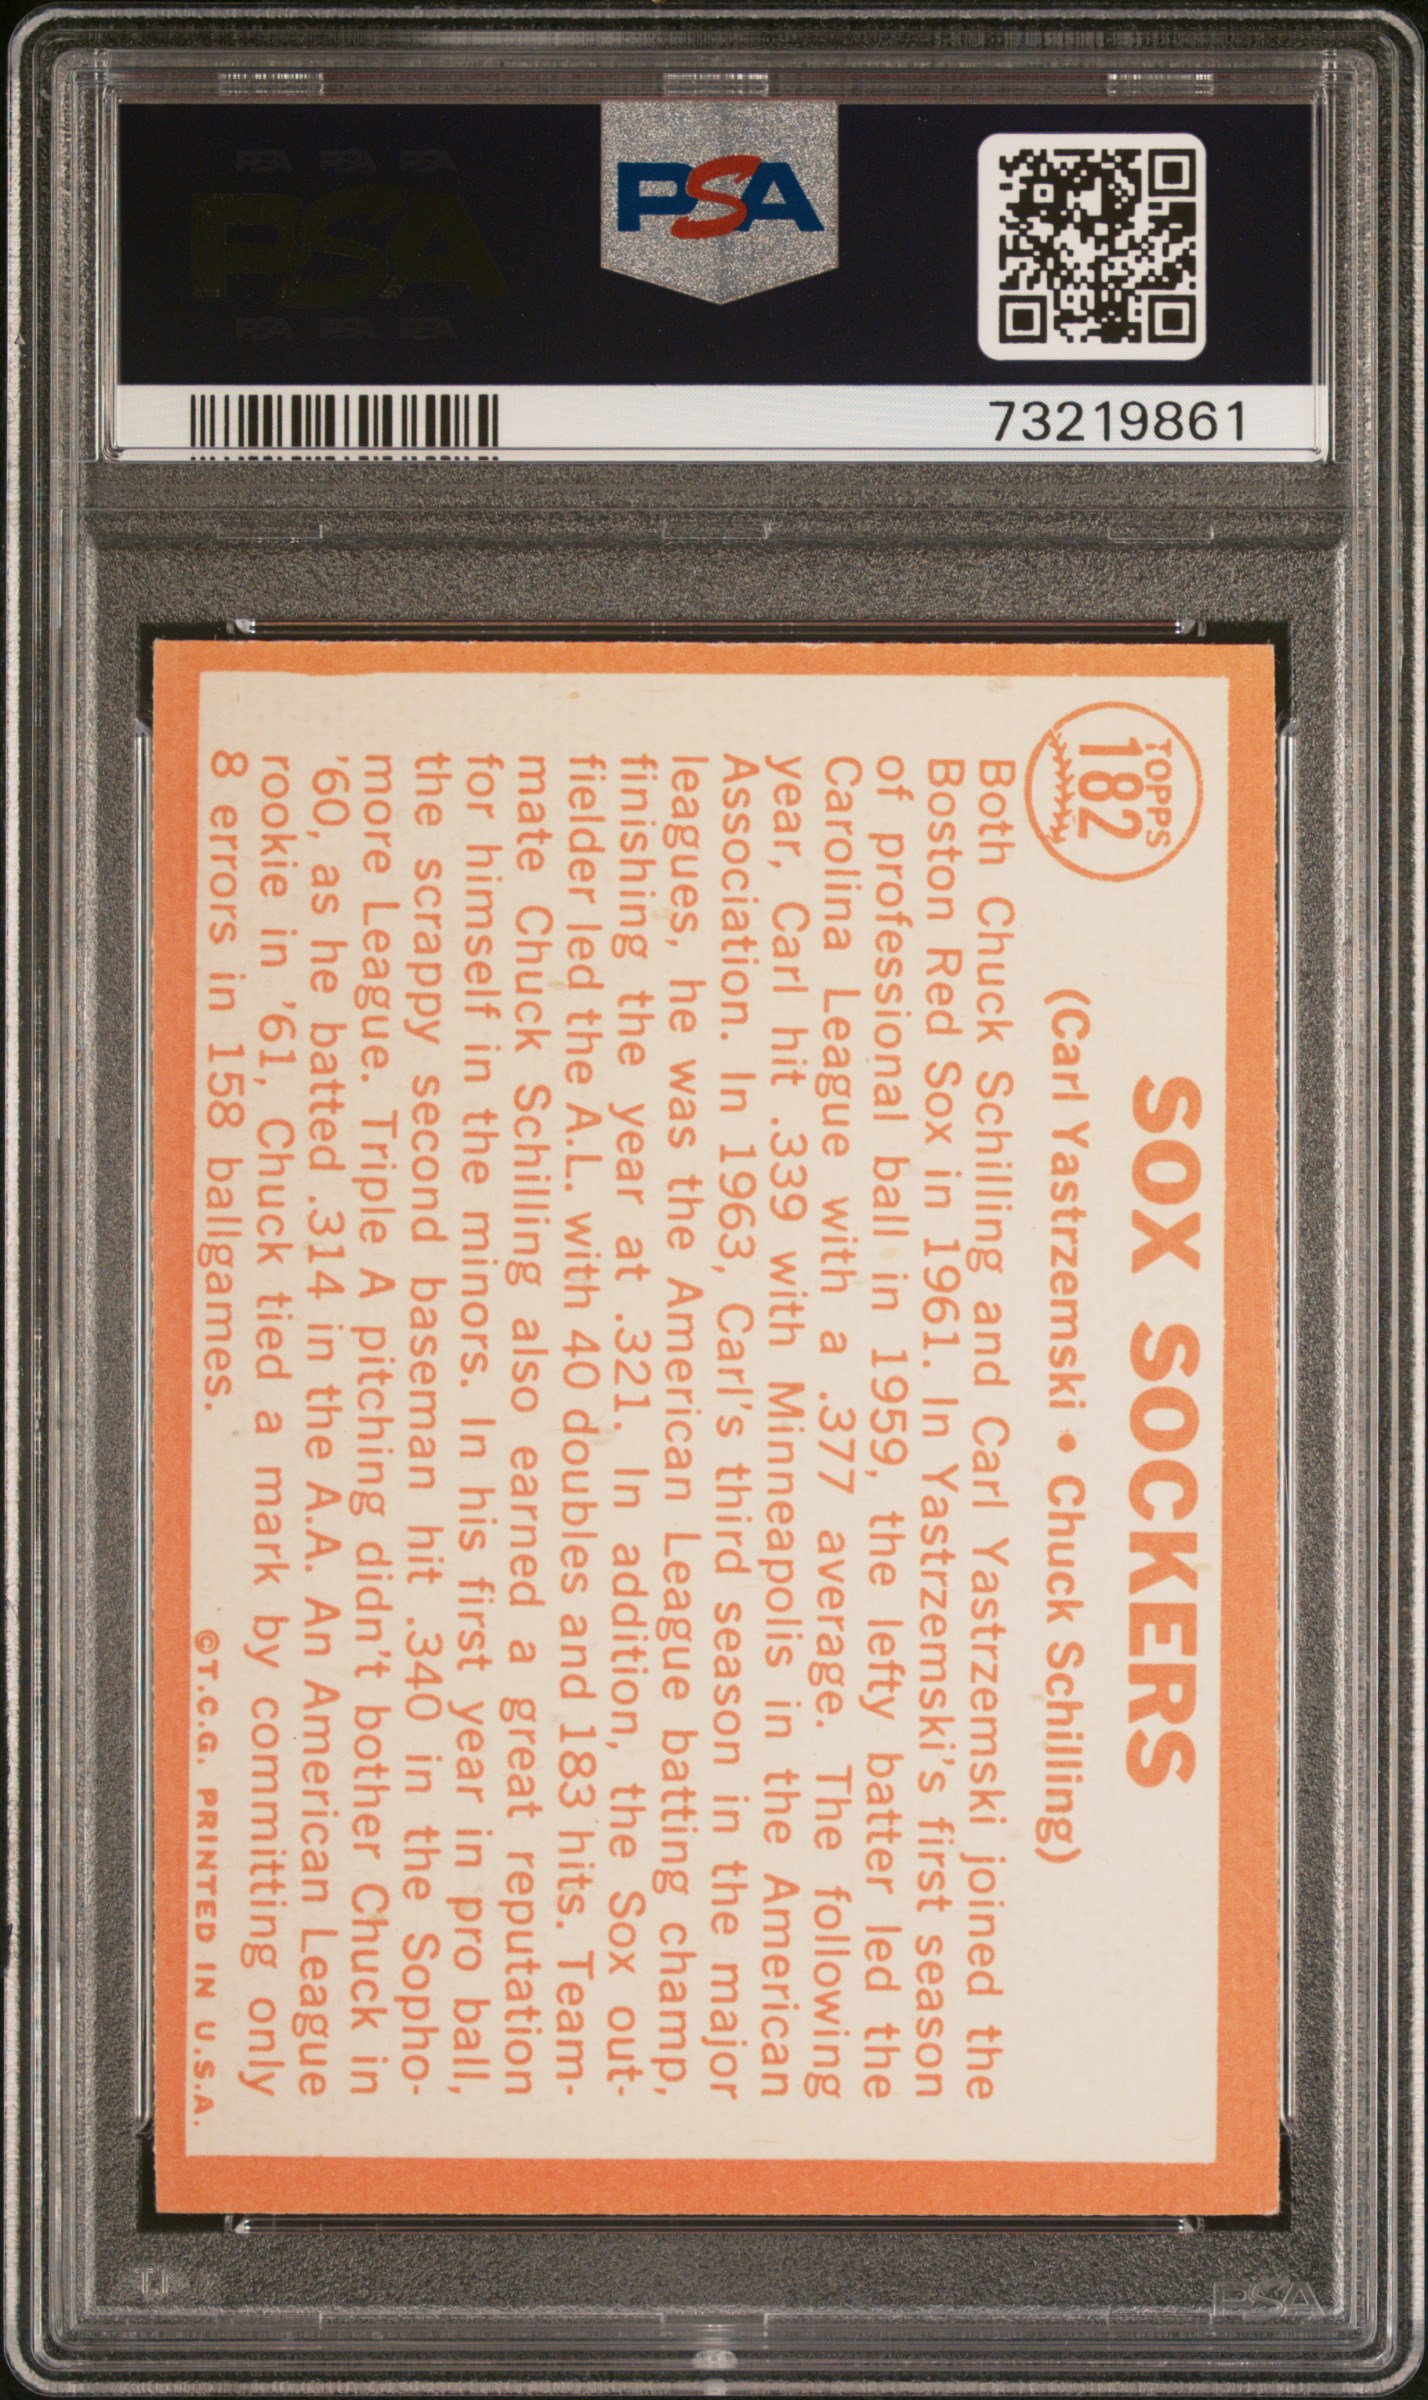 PSA PSA PSA
PSA
PSA PSA PSA
PSA
73219861
TOPPS
182
SOX SOCKERS
(Carl Yastrzemski • Chuck Schilling)
Both Chuck Schilling and Carl Yastrzemski joined the
Boston Red Sox in 1961. In Yastrzemski's first season
of professional ball in 1959, the lefty batter led the
Carolina League with a .377 average. The following
year, Carl hit .339 with Minneapolis in the American
Association. In 1963, Carl's third season in the major
leagues, he was the American League batting champ,
finishing the year at .321. In addition, the Sox out-
fielder led the A.L. with 40 doubles and 183 hits. Team-
mate Chuck Schilling also earned a great reputation
for himself in the minors. In his first year in pro ball,
the scrappy second baseman hit .340 in the Sopho-
more League. Triple A pitching didn't bother Chuck in
'60, as he batted .314 in the A.A. An American League
rookie in '61, Chuck tied a mark by committing only
8 errors in 158 ballgames.
©T.C.G. PRINTED IN U.S.A.
PSA